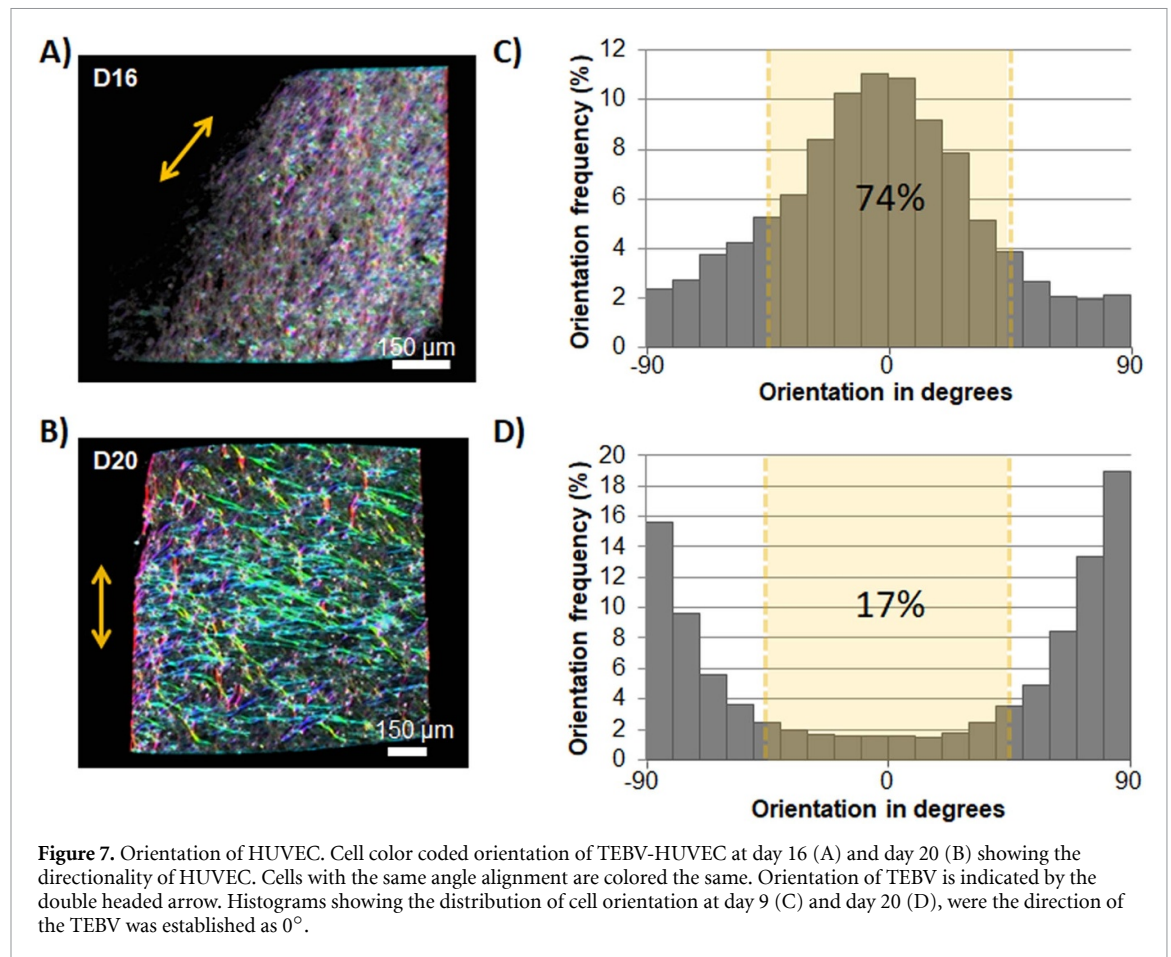 A)
D16
150 µm
B)
D20
150 µm
C)
Orientation frequency (%)
12
10
8
6
4
2
0
74%
-90
0
90
Orientation in degrees
D)
Orientation frequency (%)
20
18
16
14
12
10
8
6
4
2
0
17%
-90
0
90
Orientation in degrees
Figure 7. Orientation of HUVEC. Cell color coded orientation of TEBV-HUVEC at day 16 (A) and day 20 (B) showing the
directionality of HUVEC. Cells with the same angle alignment are colored the same. Orientation of TEBV is indicated by the
double headed arrow. Histograms showing the distribution of cell orientation at day 9 (C) and day 20 (D), were the direction of
the TEBV was established as 0°.